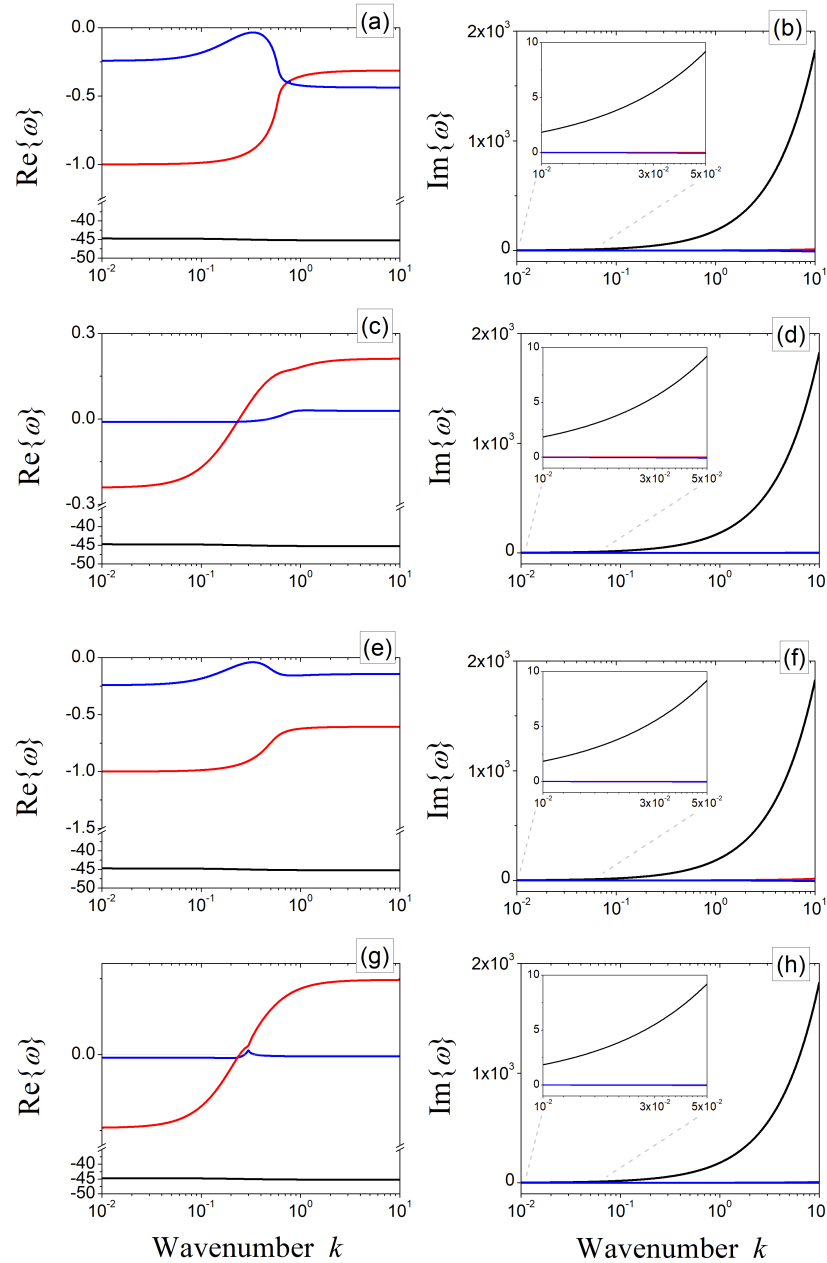 (a)
Re{ω}
0.0
-0.5
-1.0
-40
-45
-50
10⁻² 10⁻¹ 10⁰ 10¹
(b)
Im{ω}
2x10³
1x10³
0
10
5
0
10⁻² 3x10⁻² 5x10⁻²
10⁻² 10⁻¹ 10⁰ 10¹
(c)
Re{ω}
0.3
0.0
-0.3
-40
-45
-50
10⁻² 10⁻¹ 10⁰ 10¹
(d)
Im{ω}
2x10³
1x10³
0
10
5
0
10⁻² 3x10⁻² 5x10⁻²
10⁻² 10⁻¹ 10⁰ 10¹
(e)
Re{ω}
0.0
-0.5
-1.0
-1.5
-40
-45
-50
10⁻² 10⁻¹ 10⁰ 10¹
(f)
Im{ω}
2x10³
1x10³
0
10
5
0
10⁻² 3x10⁻² 5x10⁻²
10⁻² 10⁻¹ 10⁰ 10¹
(g)
Re{ω}
0.0
-40
-45
-50
10⁻² 10⁻¹ 10⁰ 10¹
Wavenumber k
(h)
Im{ω}
2x10³
1x10³
0
10
5
0
10⁻² 3x10⁻² 5x10⁻²
10⁻² 10⁻¹ 10⁰ 10¹
Wavenumber k